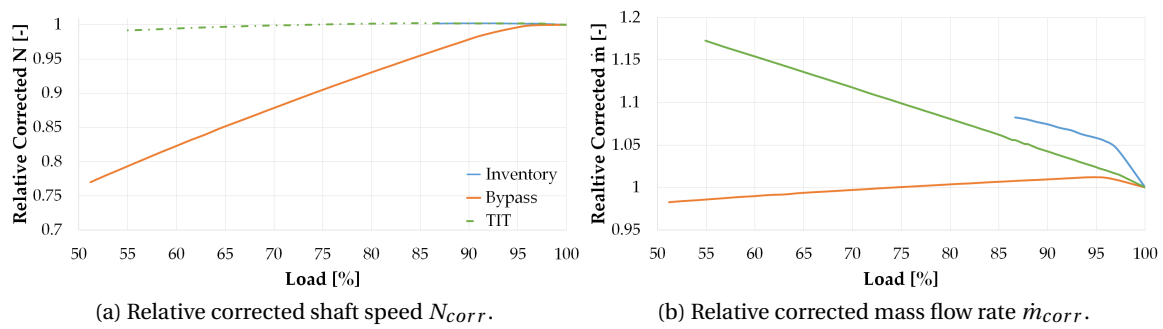 Relative Corrected N [-]
1
0.95
0.9
0.85
0.8
0.75
0.7
Inventory
Bypass
TIT
50 55 60 65 70 75 80 85 90 95 100
Load [%]
(a) Relative corrected shaft speed N_corr.
Realtive Corrected ṁ [-]
1.2
1.15
1.1
1.05
1
0.95
50 55 60 65 70 75 80 85 90 95 100
Load [%]
(b) Relative corrected mass flow rate ṁ_corr.